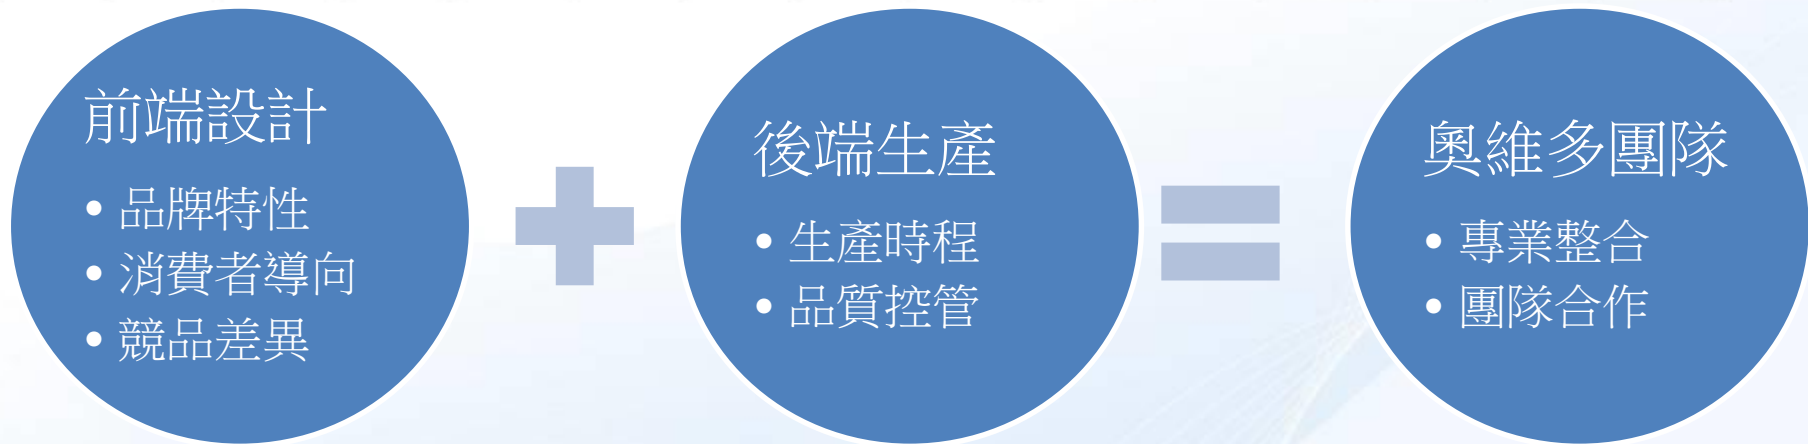 前端設計
• 品牌特性
• 消費者導向
• 競品差異
後端生產
• 生產時程
• 品質控管
奧維多團隊
• 專業整合
• 團隊合作